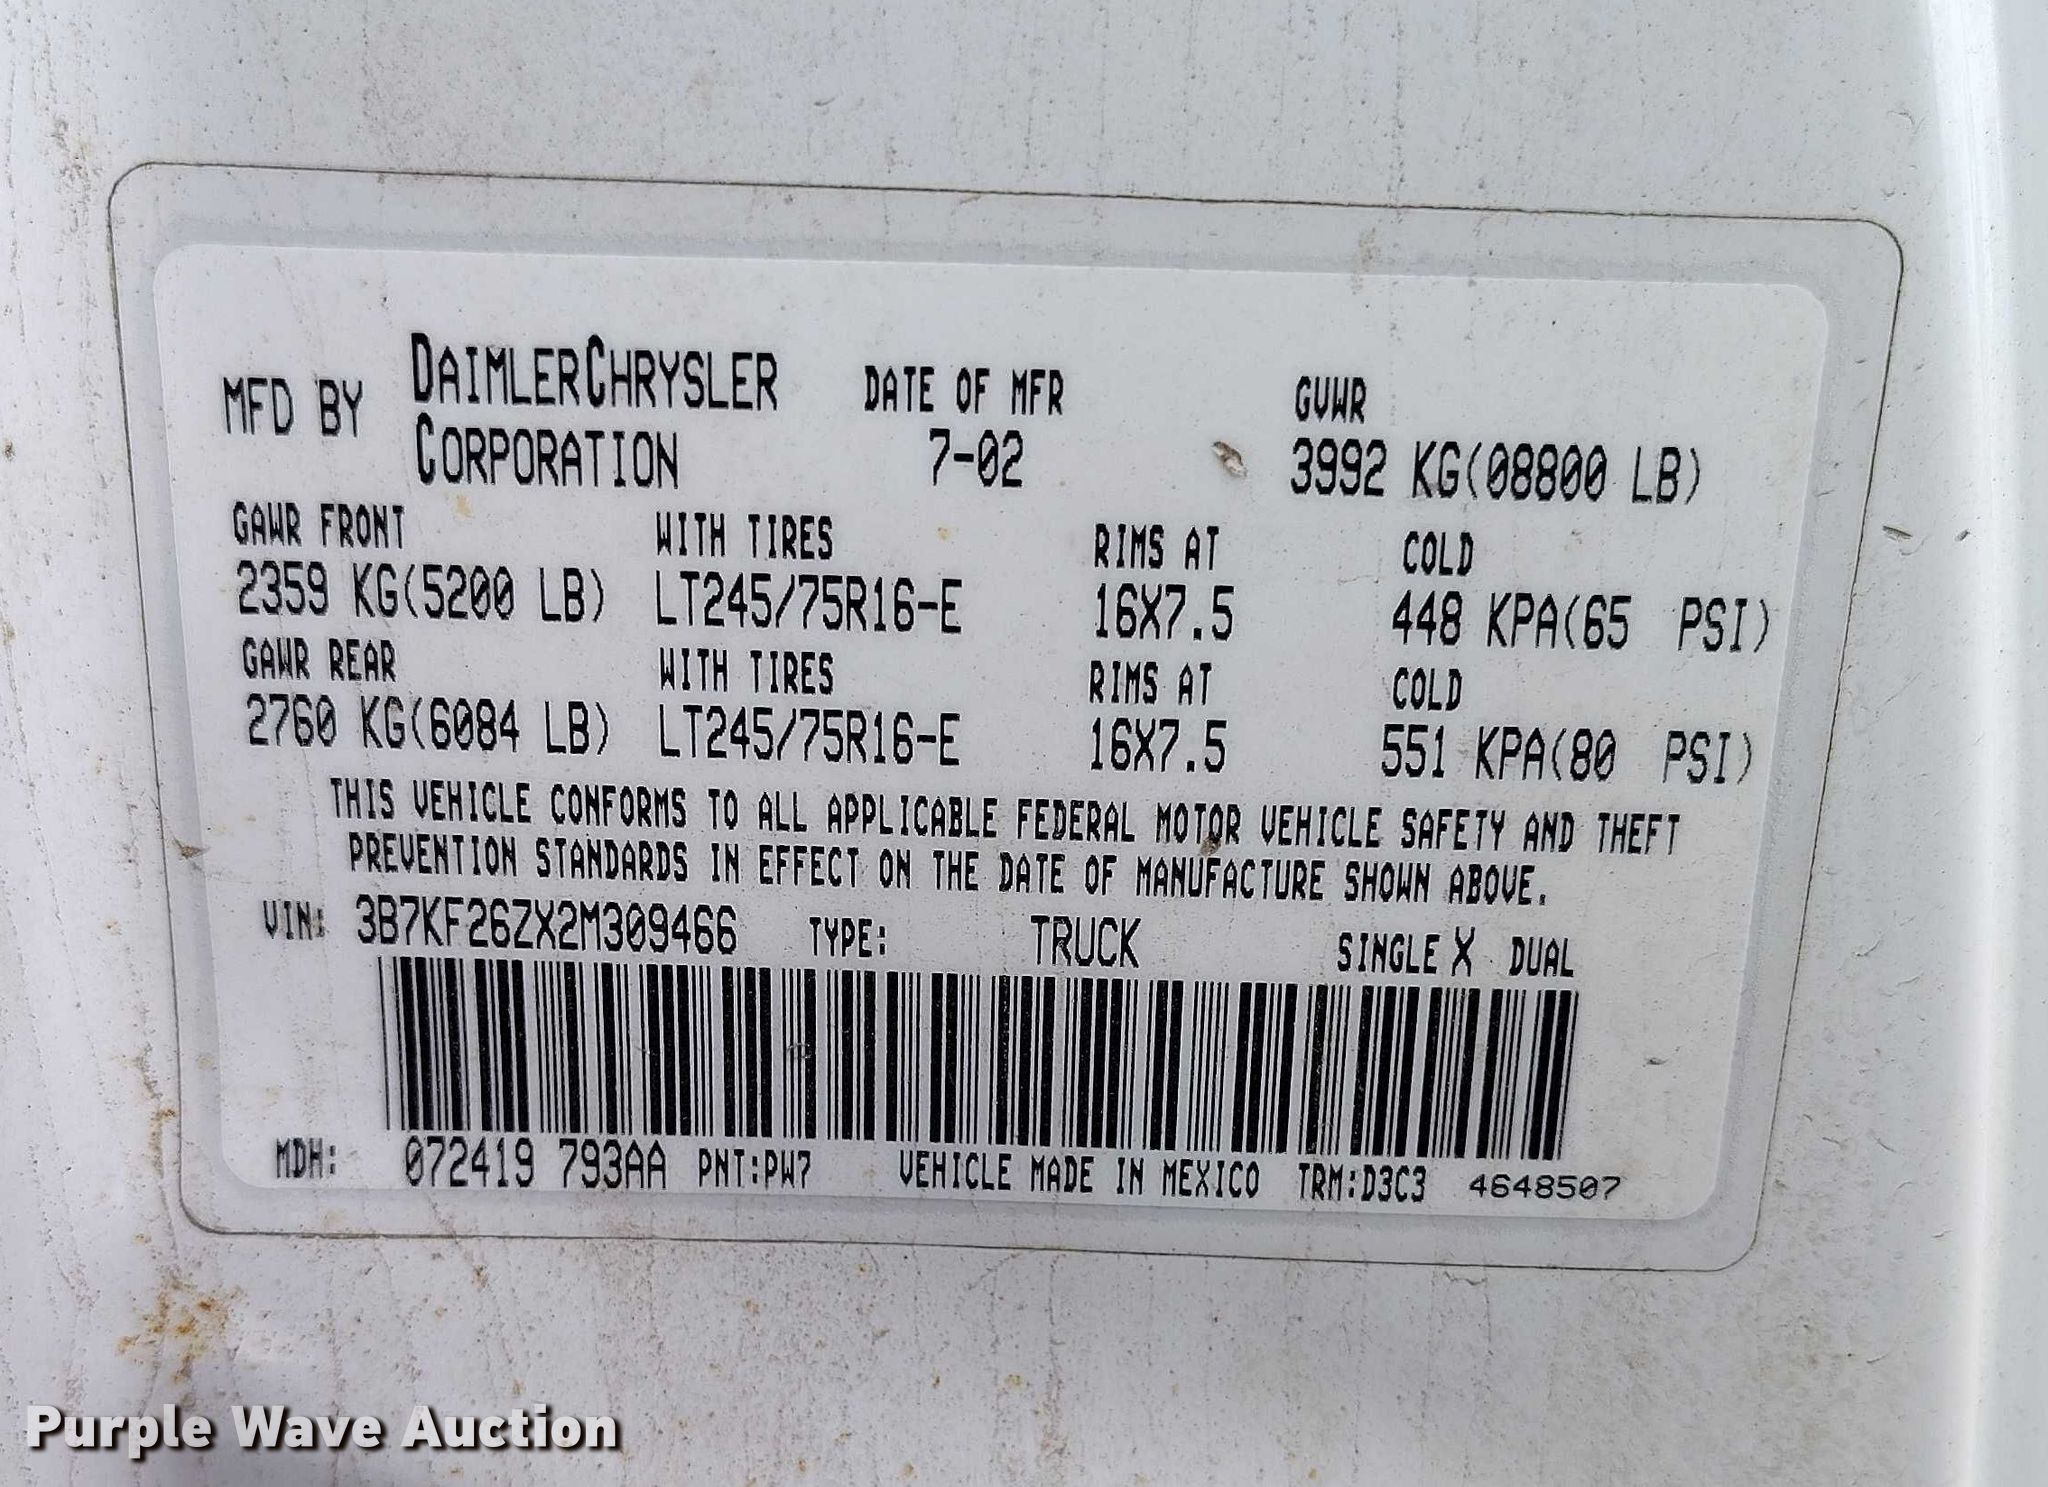 MFD BY DAIMLERCHRYSLER CORPORATION DATE OF MFR 7-02 GVWR 3992 KG(08800 LB)
GAWR FRONT WITH TIRES RIMS AT COLD
2359 KG(5200 LB) LT245/75R16-E 16X7.5 448 KPA(65 PSI)
GAWR REAR WITH TIRES RIMS AT COLD
2760 KG(6084 LB) LT245/75R16-E 16X7.5 551 KPA(80 PSI)
THIS VEHICLE CONFORMS TO ALL APPLICABLE FEDERAL MOTOR VEHICLE SAFETY AND THEFT
PREVENTION STANDARDS IN EFFECT ON THE DATE OF MANUFACTURE SHOWN ABOVE.
VIN: 3B7KF26ZX2M309466 TYPE: TRUCK SINGLE X DUAL
MDH: 072419 793AA PNT:PW7 VEHICLE MADE IN MEXICO TRM:D3C3 4648507
Purple Wave Auction